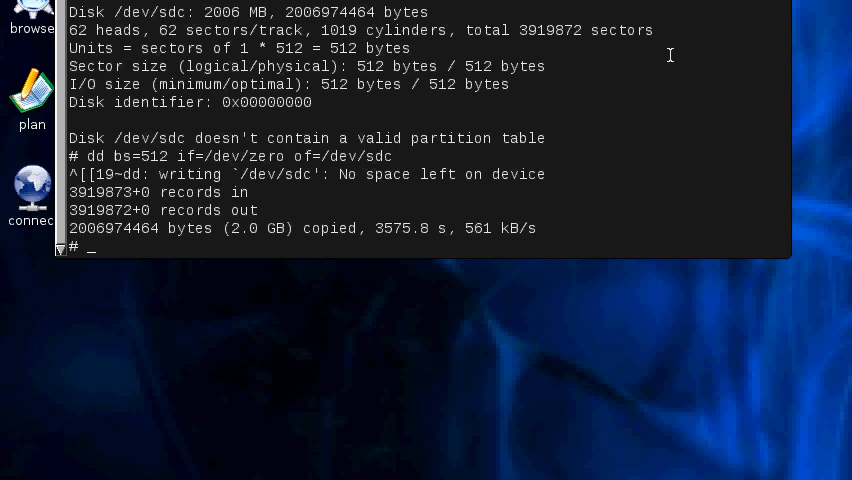 Disk /dev/sdc: 2006 MB, 2006974464 bytes
62 heads, 62 sectors/track, 1019 cylinders, total 3919872 sectors
Units = sectors of 1 * 512 = 512 bytes
Sector size (logical/physical): 512 bytes / 512 bytes
I/O size (minimum/optimal): 512 bytes / 512 bytes
Disk identifier: 0x00000000
Disk /dev/sdc doesn't contain a valid partition table
# dd bs=512 if=/dev/zero of=/dev/sdc
^[[19~dd: writing `/dev/sdc': No space left on device
3919873+0 records in
3919872+0 records out
2006974464 bytes (2.0 GB) copied, 3575.8 s, 561 kB/s
# _
browse
plan
connec